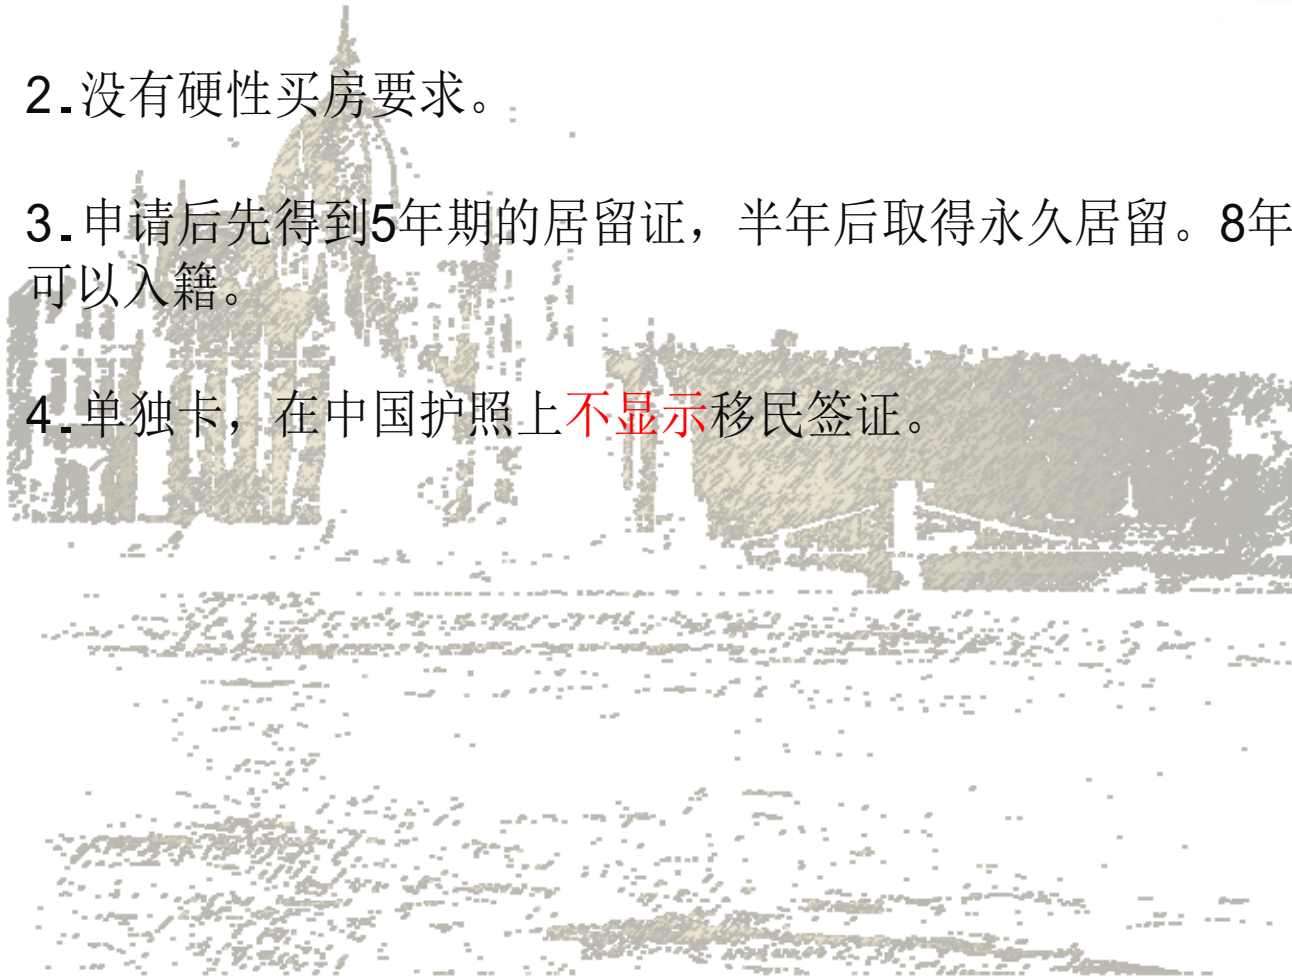 2.没有硬性买房要求。
3.申请后先得到5年期的居留证，半年后取得永久居留。8年
可以入籍。
4.单独卡，在中国护照上不显示移民签证。